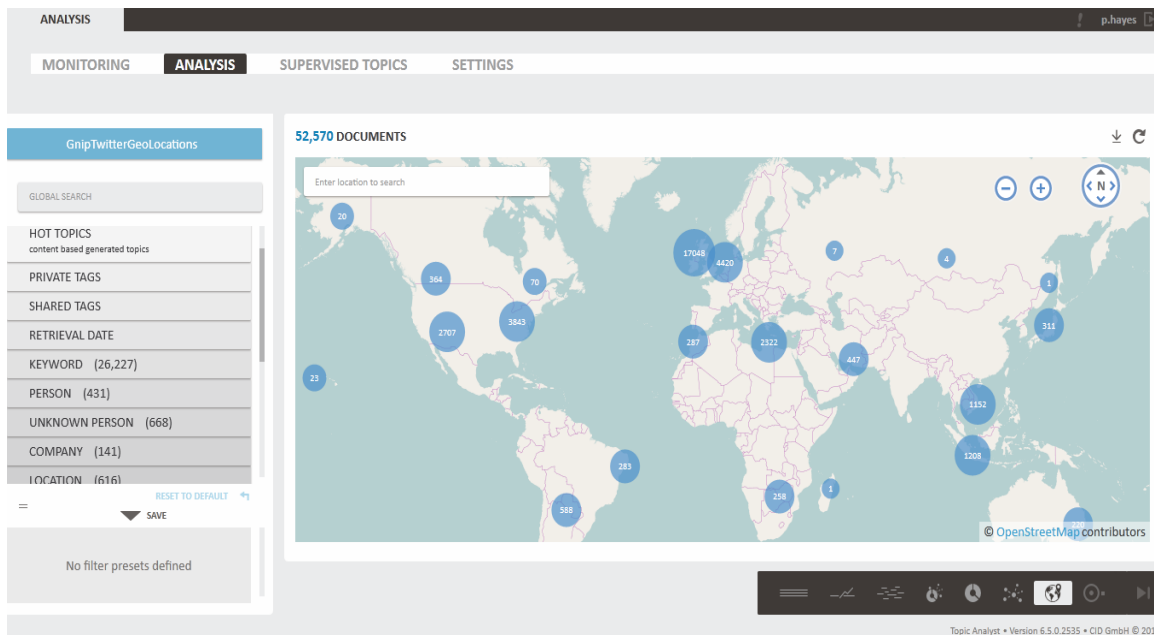 ANALYSIS
! p.hayes
MONITORING ANALYSIS SUPERVISED TOPICS SETTINGS
GnipTwitterGeoLocations
GLOBAL SEARCH
HOT TOPICS
content based generated topics
PRIVATE TAGS
SHARED TAGS
RETRIEVAL DATE
KEYWORD (26,227)
PERSON (431)
UNKNOWN PERSON (668)
COMPANY (141)
LOCATION (616)
RESET TO DEFAULT
=
SAVE
No filter presets defined
52,570 DOCUMENTS
Enter location to search
N
20
17048
4420
7
4
364
70
1
3843
2707
311
287
2322
447
23
1152
1208
283
258
1
588
© OpenStreetMap contributors
Topic Analyst • Version 6.5.0.2535 • CID GmbH © 201